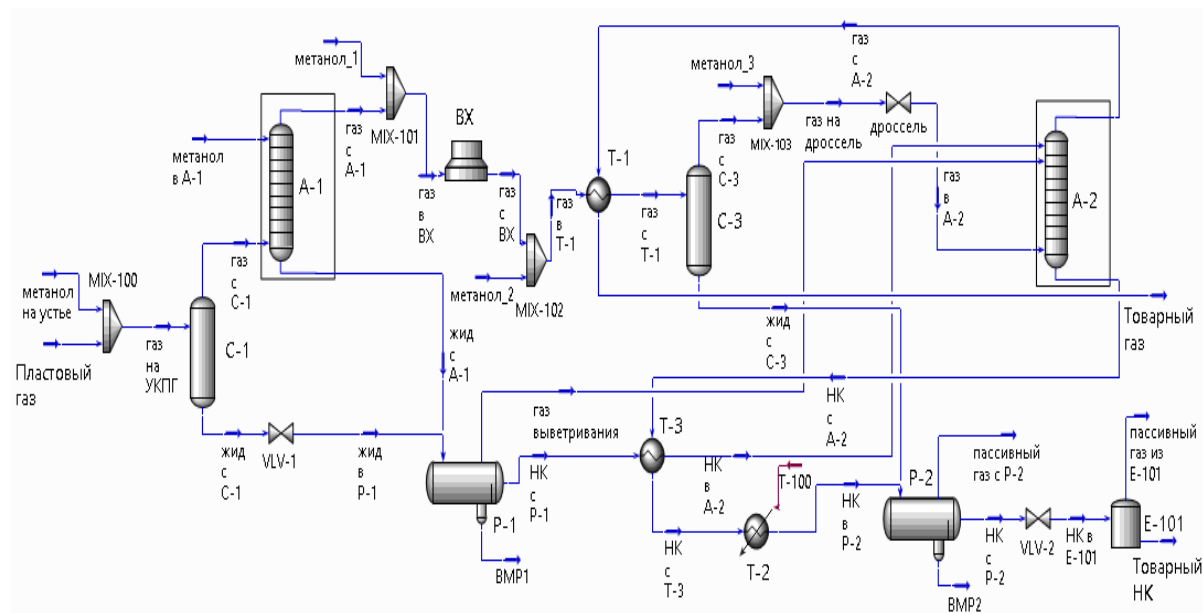 метанол_1
MIX-101
газ
с
А-1
метанол
в А-1
А-1
ВХ
газ
в
ВХ
газ
с
ВХ
метанол_2
MIX-102
газ
в
Т-1
Т-1
газ
с
Т-1
газ
с
С-3
С-3
метанол_3
MIX-103
газ на
дроссель
газ
с
А-2
дроссель
газ
в
А-2
А-2
Товарный
газ
метанол
на устье
MIX-100
Пластовый
газ
газ
на
УКПГ
С-1
газ
с
С-1
жид
с
С-1
VLV-1
жид
в
Р-1
жид
с
А-1
Р-1
ВМР1
газ
выветривания
НК
с
Р-1
Т-3
НК
в
А-2
НК
с
Т-3
Т-2
Т-100
жид
с
С-3
НК
с
А-2
НК
в
Р-2
Р-2
ВМР2
пассивный
газ с Р-2
НК
с
Р-2
VLV-2
НК в
Е-101
пассивный
газ из
Е-101
Е-101
Товарный
НК